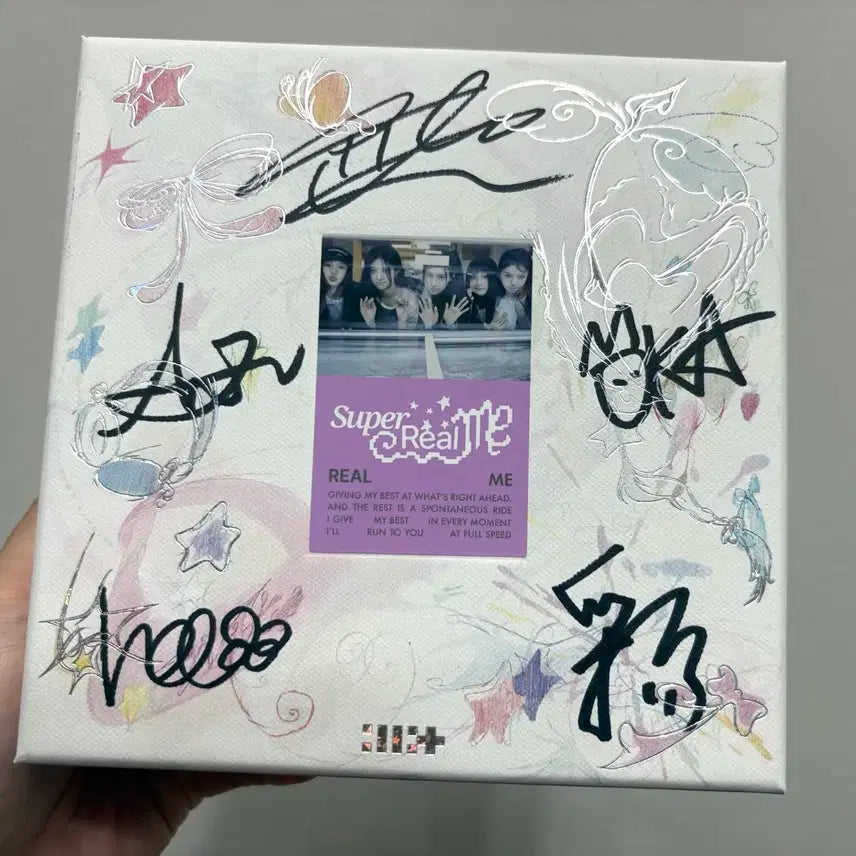 MOKA
Super
Real ME
REAL ME
GIVING MY BEST AT WHAT'S RIGHT AHEAD,
AND THE REST IS A SPONTANEOUS RIDE
I GIVE MY BEST IN EVERY MOMENT
I'LL RUN TO YOU AT FULL SPEED